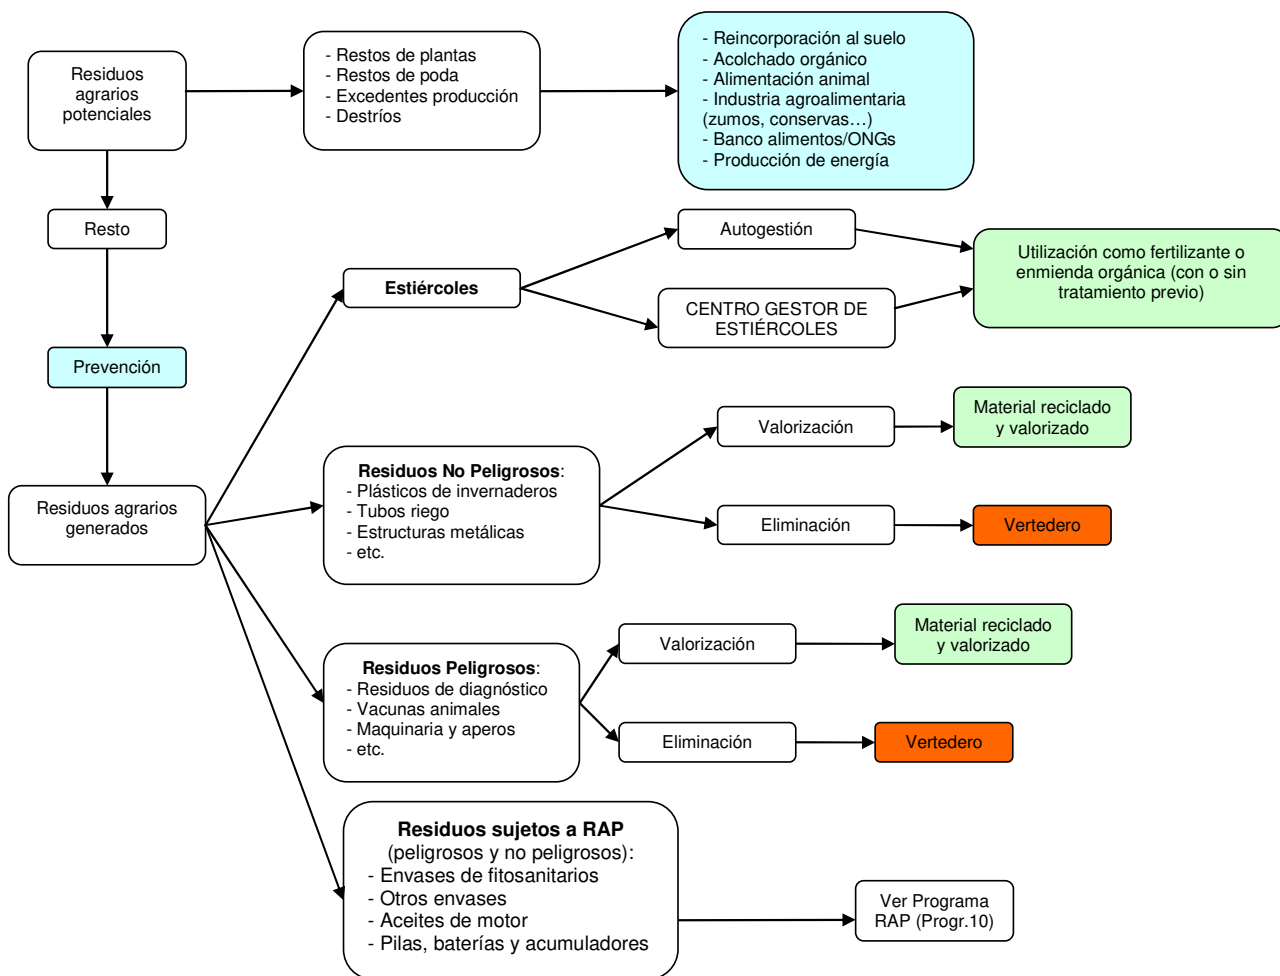 Residuos
agrarios
potenciales
- Restos de plantas
- Restos de poda
- Excedentes producción
- Destríos
- Reincorporación al suelo
- Acolchado orgánico
- Alimentación animal
- Industria agroalimentaria
(zumos, conservas…)
- Banco alimentos/ONGs
- Producción de energía
Resto
Prevención
Residuos agrarios
generados
Estiércoles
Autogestión
CENTRO GESTOR DE
ESTIÉRCOLES
Utilización como fertilizante o
enmienda orgánica (con o sin
tratamiento previo)
Residuos No Peligrosos:
- Plásticos de invernaderos
- Tubos riego
- Estructuras metálicas
- etc.
Valorización
Material reciclado
y valorizado
Eliminación
Vertedero
Residuos Peligrosos:
- Residuos de diagnóstico
- Vacunas animales
- Maquinaria y aperos
- etc.
Valorización
Material reciclado
y valorizado
Eliminación
Vertedero
Residuos sujetos a RAP
(peligrosos y no peligrosos):
- Envases de fitosanitarios
- Otros envases
- Aceites de motor
- Pilas, baterías y acumuladores
Ver Programa
RAP (Progr.10)